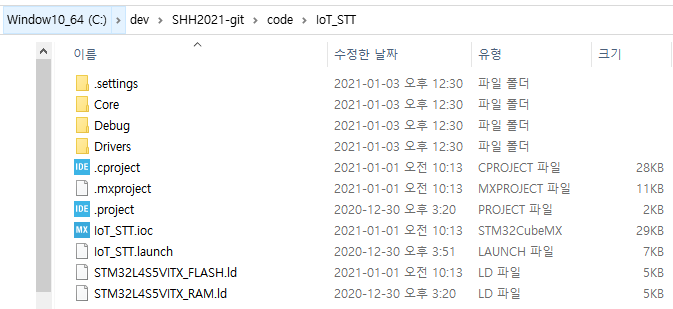 Window10_64 (C:) > dev > SHH2021-git > code > IoT_STT
이름 수정한 날짜 유형 크기
.settings 2021-01-03 오후 12:30 파일 폴더
Core 2021-01-03 오후 12:30 파일 폴더
Debug 2021-01-03 오후 12:30 파일 폴더
Drivers 2021-01-03 오후 12:30 파일 폴더
IDE .cproject 2021-01-01 오전 10:13 CPROJECT 파일 28KB
.mxproject 2021-01-01 오전 10:13 MXPROJECT 파일 11KB
IDE .project 2020-12-30 오후 3:20 PROJECT 파일 2KB
MX IoT_STT.ioc 2021-01-01 오전 10:13 STM32CubeMX 29KB
IoT_STT.launch 2020-12-30 오후 3:51 LAUNCH 파일 7KB
STM32L4S5VITX_FLASH.ld 2021-01-01 오전 10:13 LD 파일 5KB
STM32L4S5VITX_RAM.ld 2020-12-30 오후 3:20 LD 파일 5KB